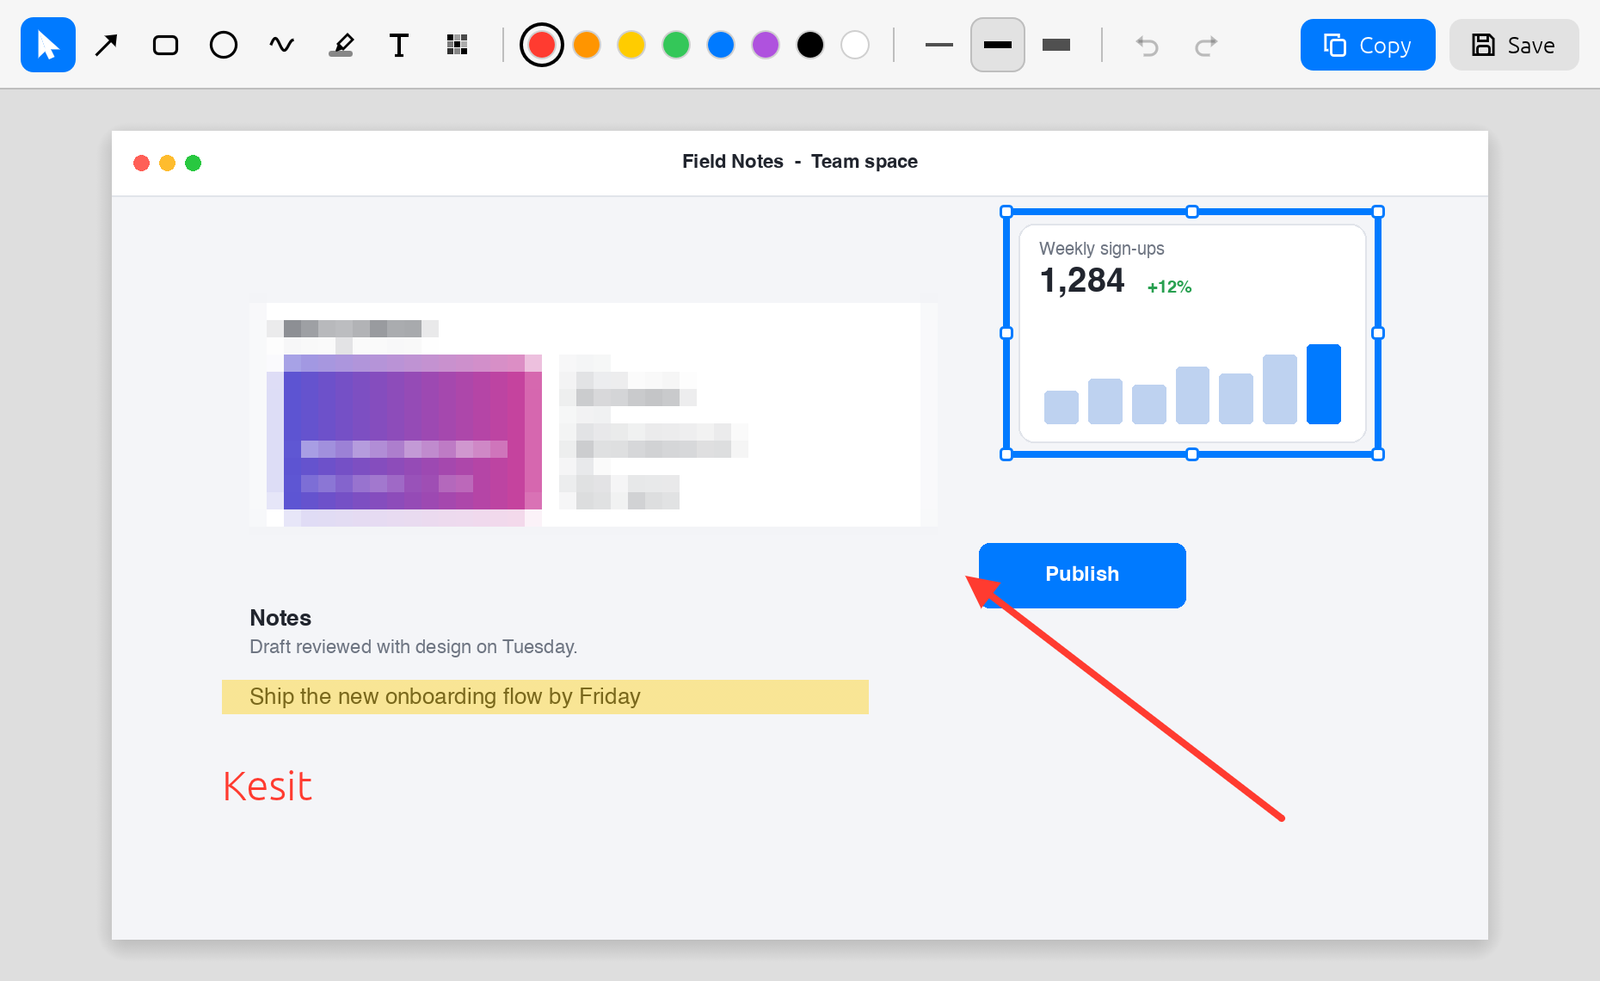 Copy
Save
Field Notes - Team space
Weekly sign-ups
1,284 +12%
Publish
Notes
Draft reviewed with design on Tuesday.
Ship the new onboarding flow by Friday
Kesit